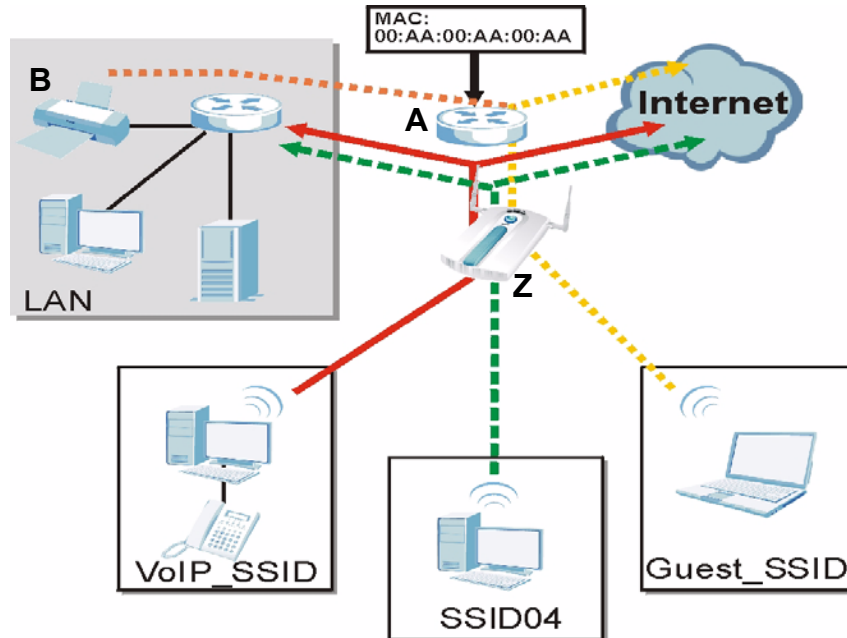 MAC:
00:AA:00:AA:00:AA
B
A
Internet
Z
LAN
VoIP_SSID
SSID04
Guest_SSID